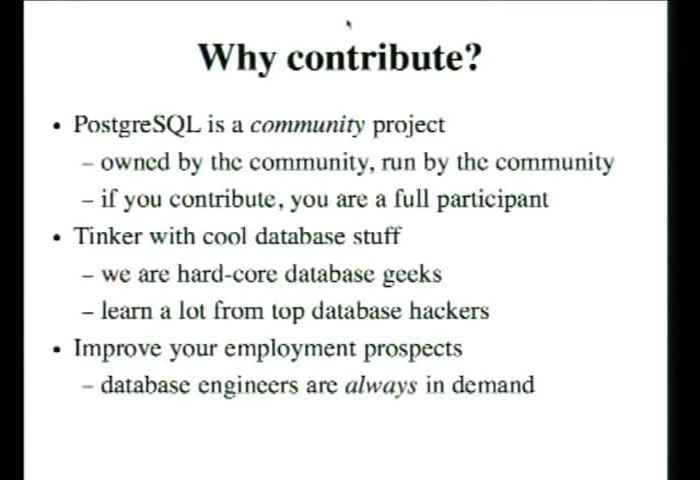 Why contribute?
• PostgreSQL is a community project
– owned by the community, run by the community
– if you contribute, you are a full participant
• Tinker with cool database stuff
– we are hard-core database geeks
– learn a lot from top database hackers
• Improve your employment prospects
– database engineers are always in demand